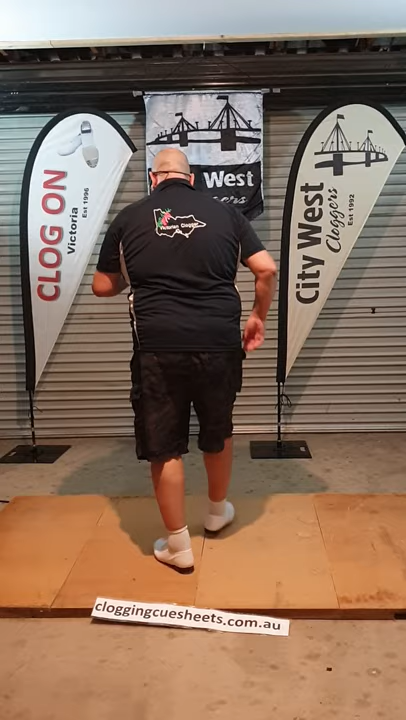 CLOG ON
Victoria
Est 1996
West
Victorian Cloggers
City West
Cloggers
Est 1992
cloggingcuesheets.com.au